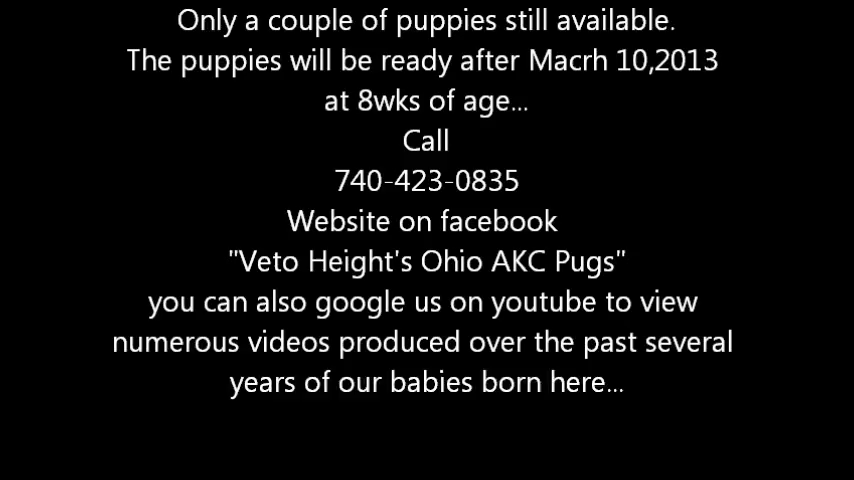 Only a couple of puppies still available.
The puppies will be ready after Macrh 10,2013
at 8wks of age...
Call
740-423-0835
Website on facebook
"Veto Height's Ohio AKC Pugs"
you can also google us on youtube to view
numerous videos produced over the past several
years of our babies born here...